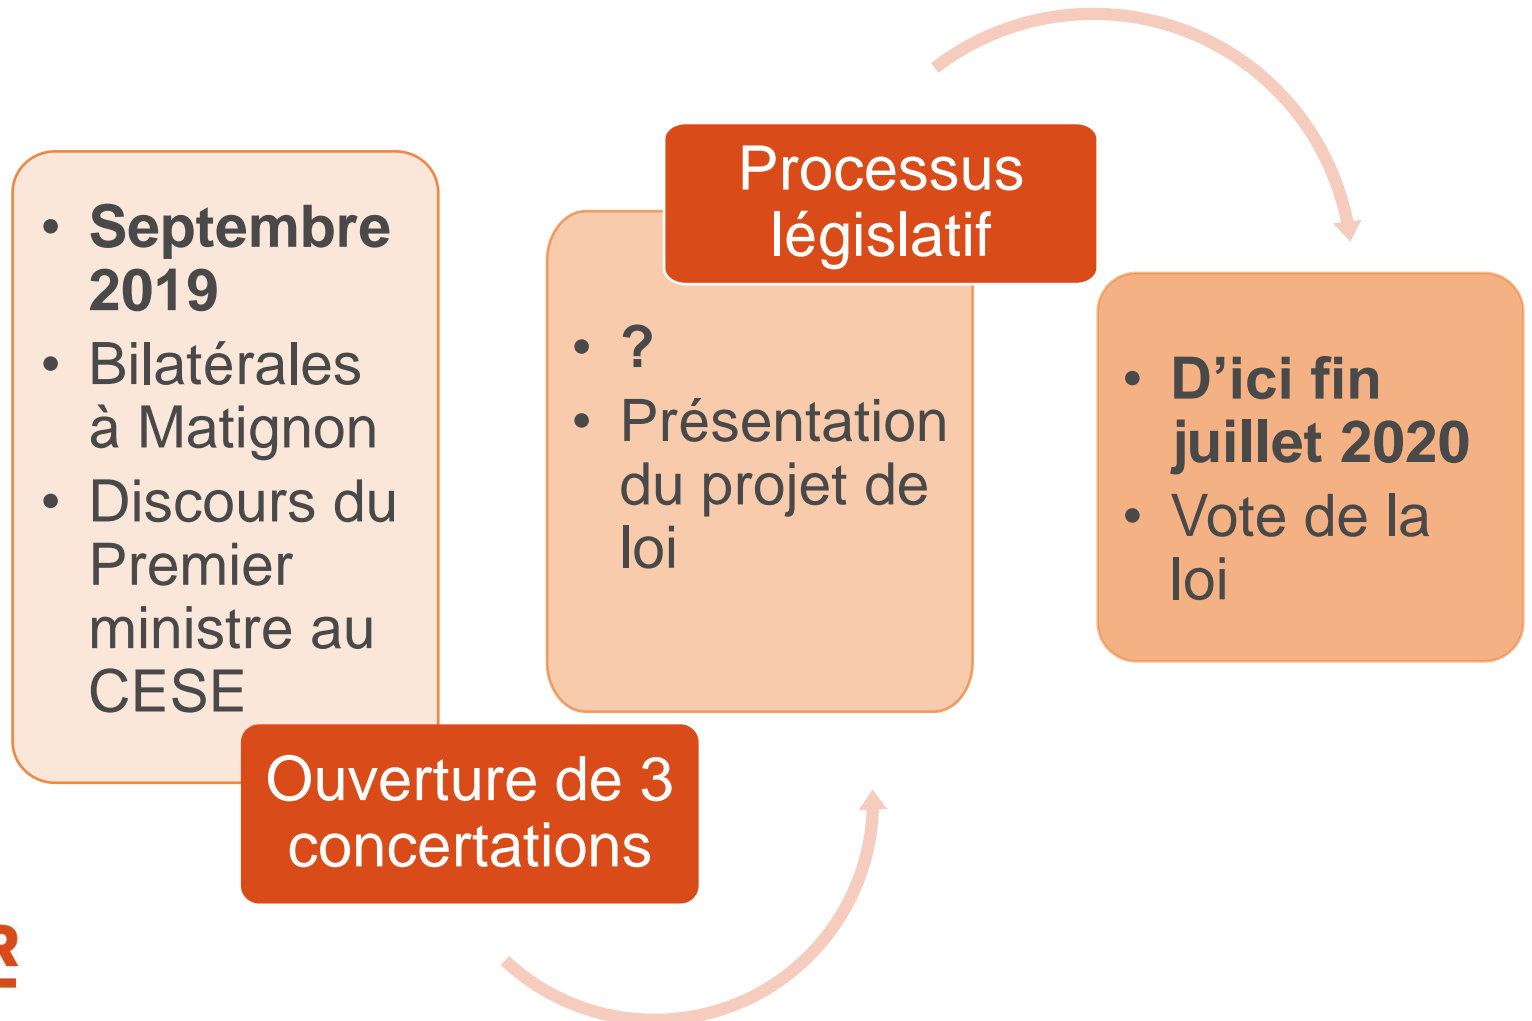 • Septembre
2019
• Bilatérales
à Matignon
• Discours du
Premier
ministre au
CESE
Ouverture de 3
concertations
Processus
législatif
• ?
• Présentation
du projet de
loi
• D’ici fin
juillet 2020
• Vote de la
loi
R